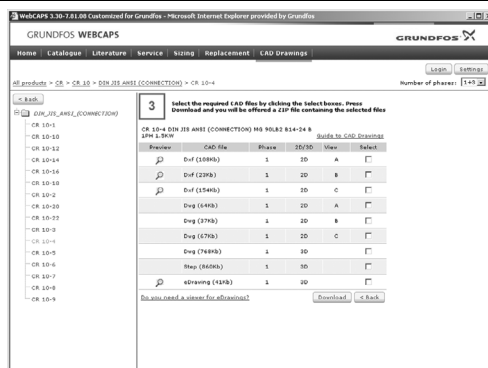 WebCAPS 3.30-7.81.08 Customized for Grundfos - Microsoft Internet Explorer provided by Grundfos
GRUNDFOS WEBCAPS
GRUNDFOS
Home Catalogue Literature Service Sizing Replacement CAD Drawings
Login Settings
All products > CR > CR 10 > DIN JIS ANSI (CONNECTION) > CR 10-4
Number of phases: 1+3
< Back
DIN_JIS_ANSI_(CONNECTION)
CR 10-1
CR 10-10
CR 10-12
CR 10-14
CR 10-16
CR 10-18
CR 10-2
CR 10-20
CR 10-22
CR 10-3
CR 10-4
CR 10-5
CR 10-6
CR 10-7
CR 10-8
CR 10-9
3
Select the required CAD files by clicking the Select boxes. Press
Download and you will be offered a ZIP file containing the selected files
CR 10-4 DIN JIS ANSI (CONNECTION) MG 90LB2 B14-24 B
1PH 1.5KW
Guide to CAD Drawings
Preview CAD file Phase 2D/3D View Select
Dxf (108Kb) 1 2D A
Dxf (23Kb) 1 2D B
Dxf (154Kb) 1 2D C
Dwg (64Kb) 1 2D A
Dwg (37Kb) 1 2D B
Dwg (67Kb) 1 2D C
Dwg (768Kb) 1 3D
Step (860Kb) 1 3D
eDrawing (41Kb) 1 3D
Do you need a viewer for eDrawings?
Download < Back